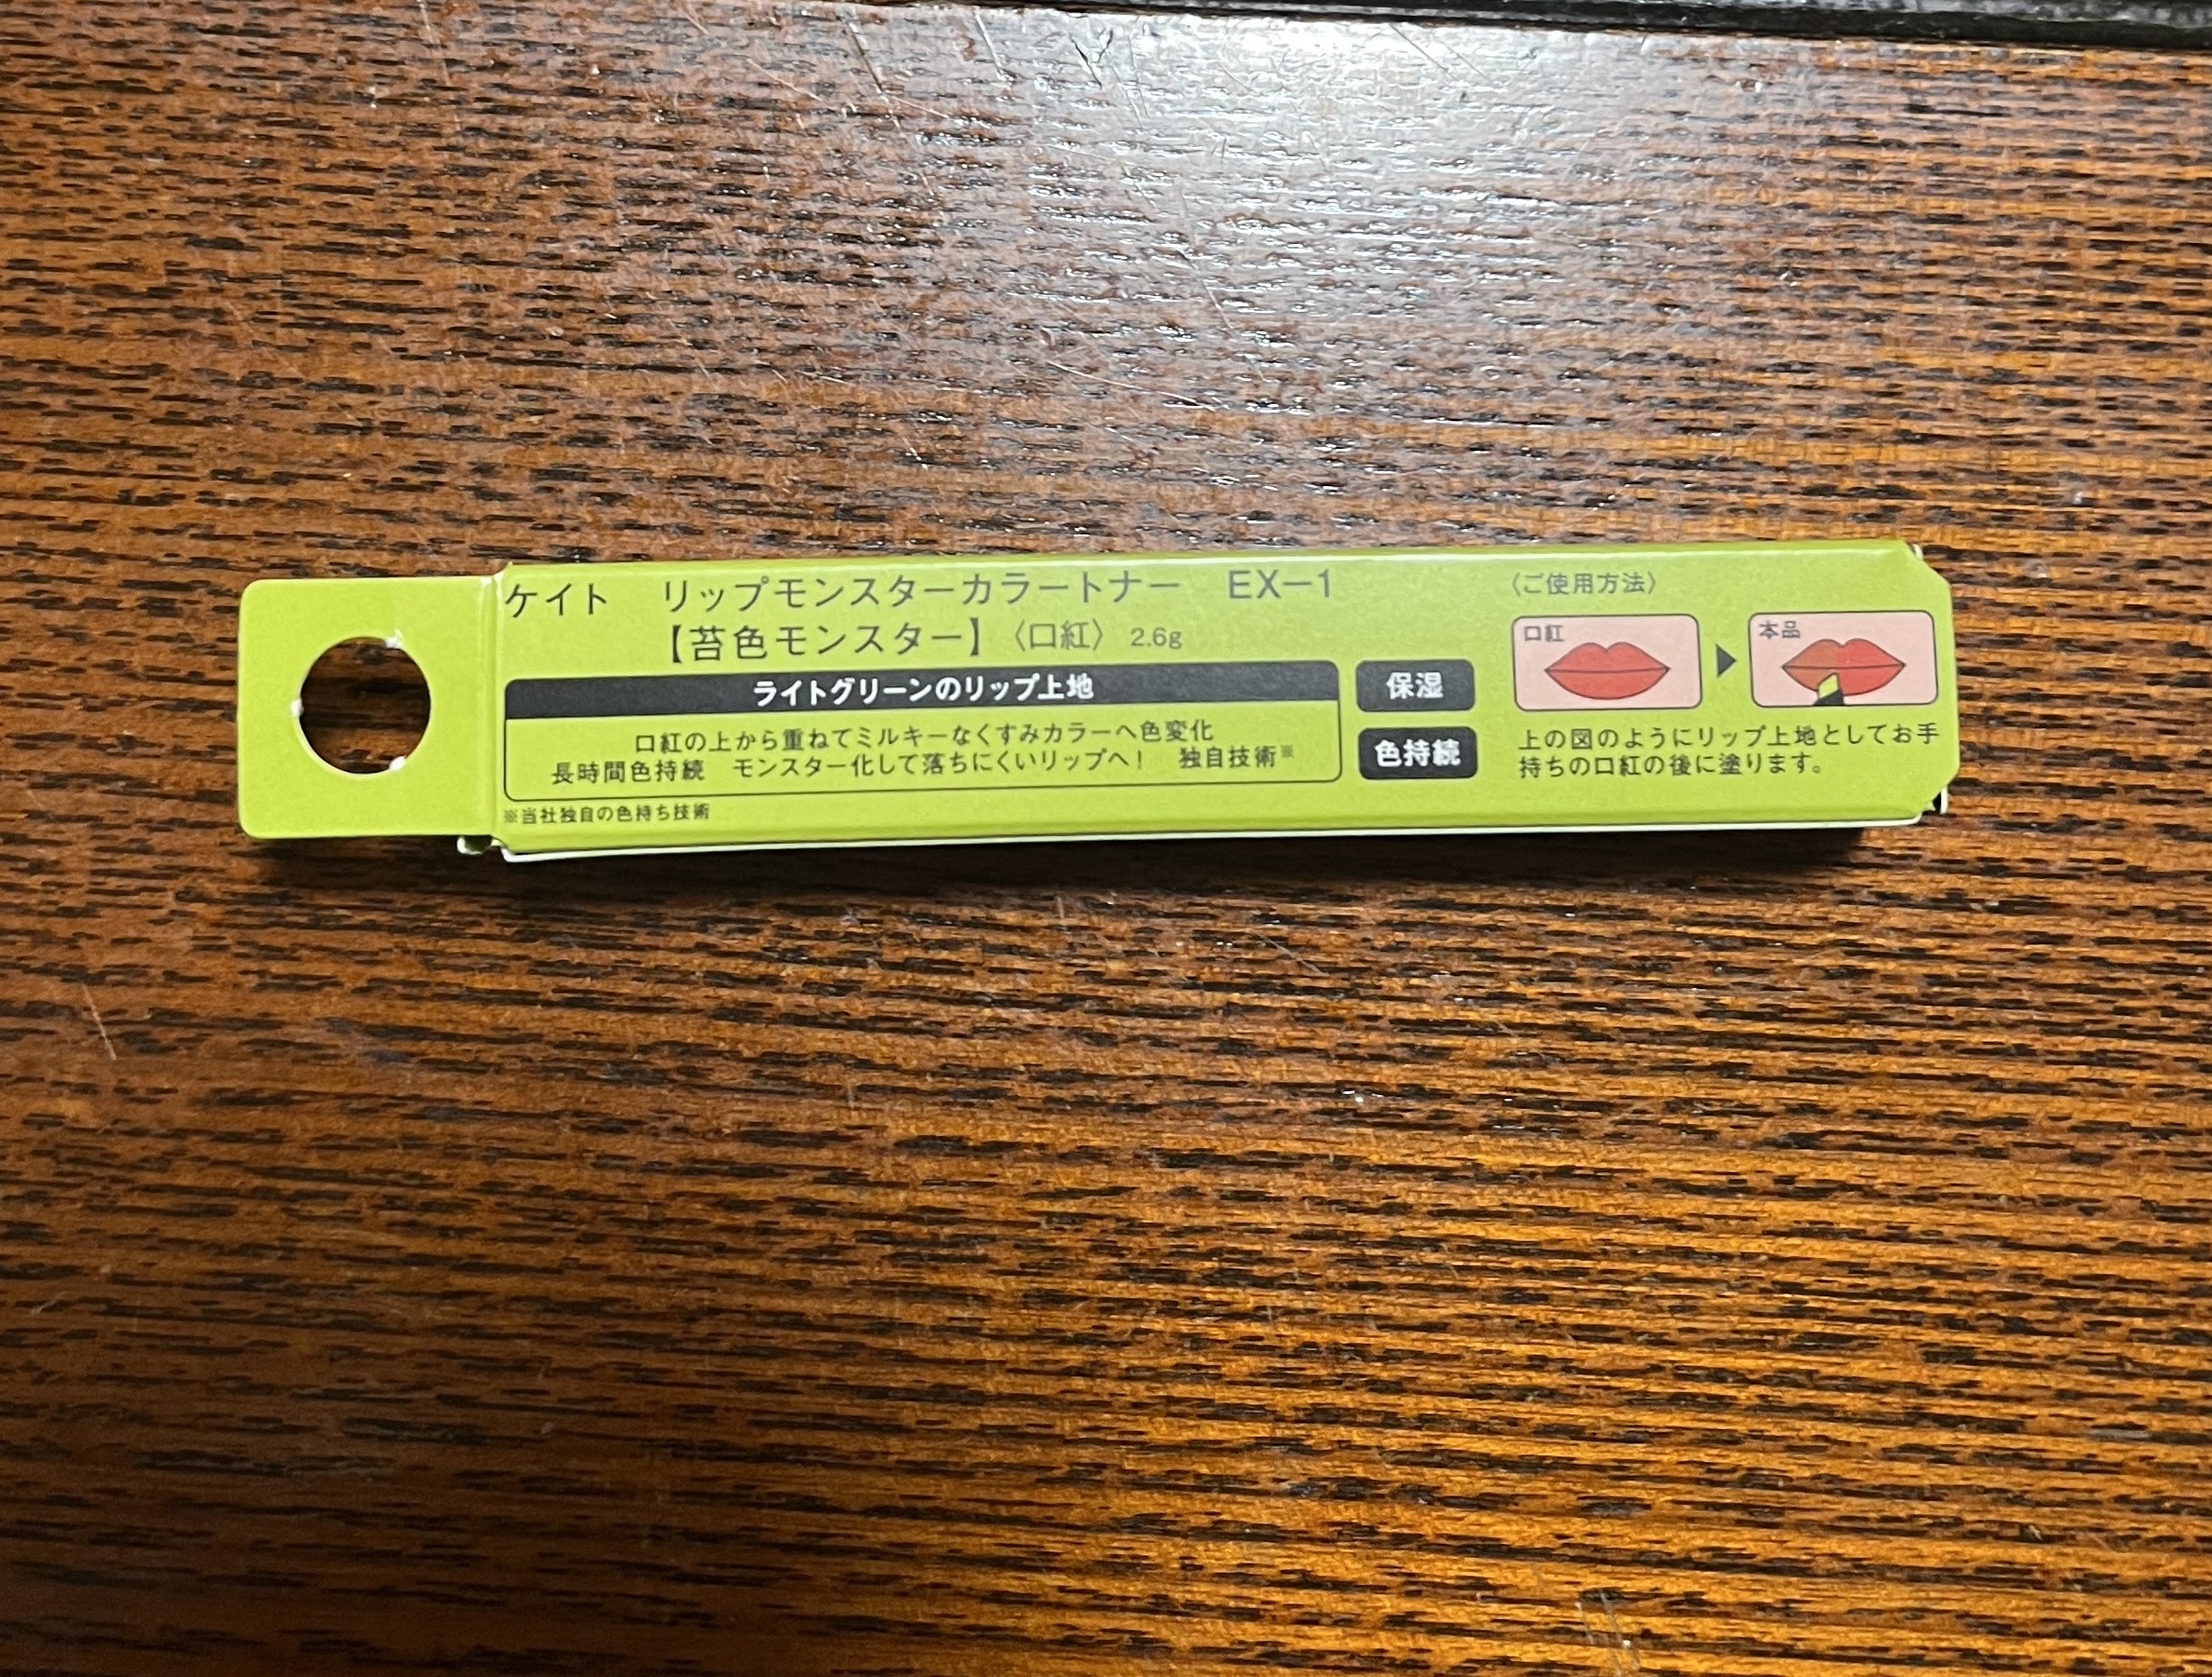 ケイト　リップモンスターカラートナー　EX−1
【苔色モンスター】〈口紅〉 2.6g
ライトグリーンのリップ上地
口紅の上から重ねてミルキーなくすみカラーへ色変化
長時間色持続　モンスター化して落ちにくいリップへ！　独自技術※
※当社独自の色持ち技術
保湿
色持続
〈ご使用方法〉
口紅
本品
上の図のようにリップ上地としてお手
持ちの口紅の後に塗ります。